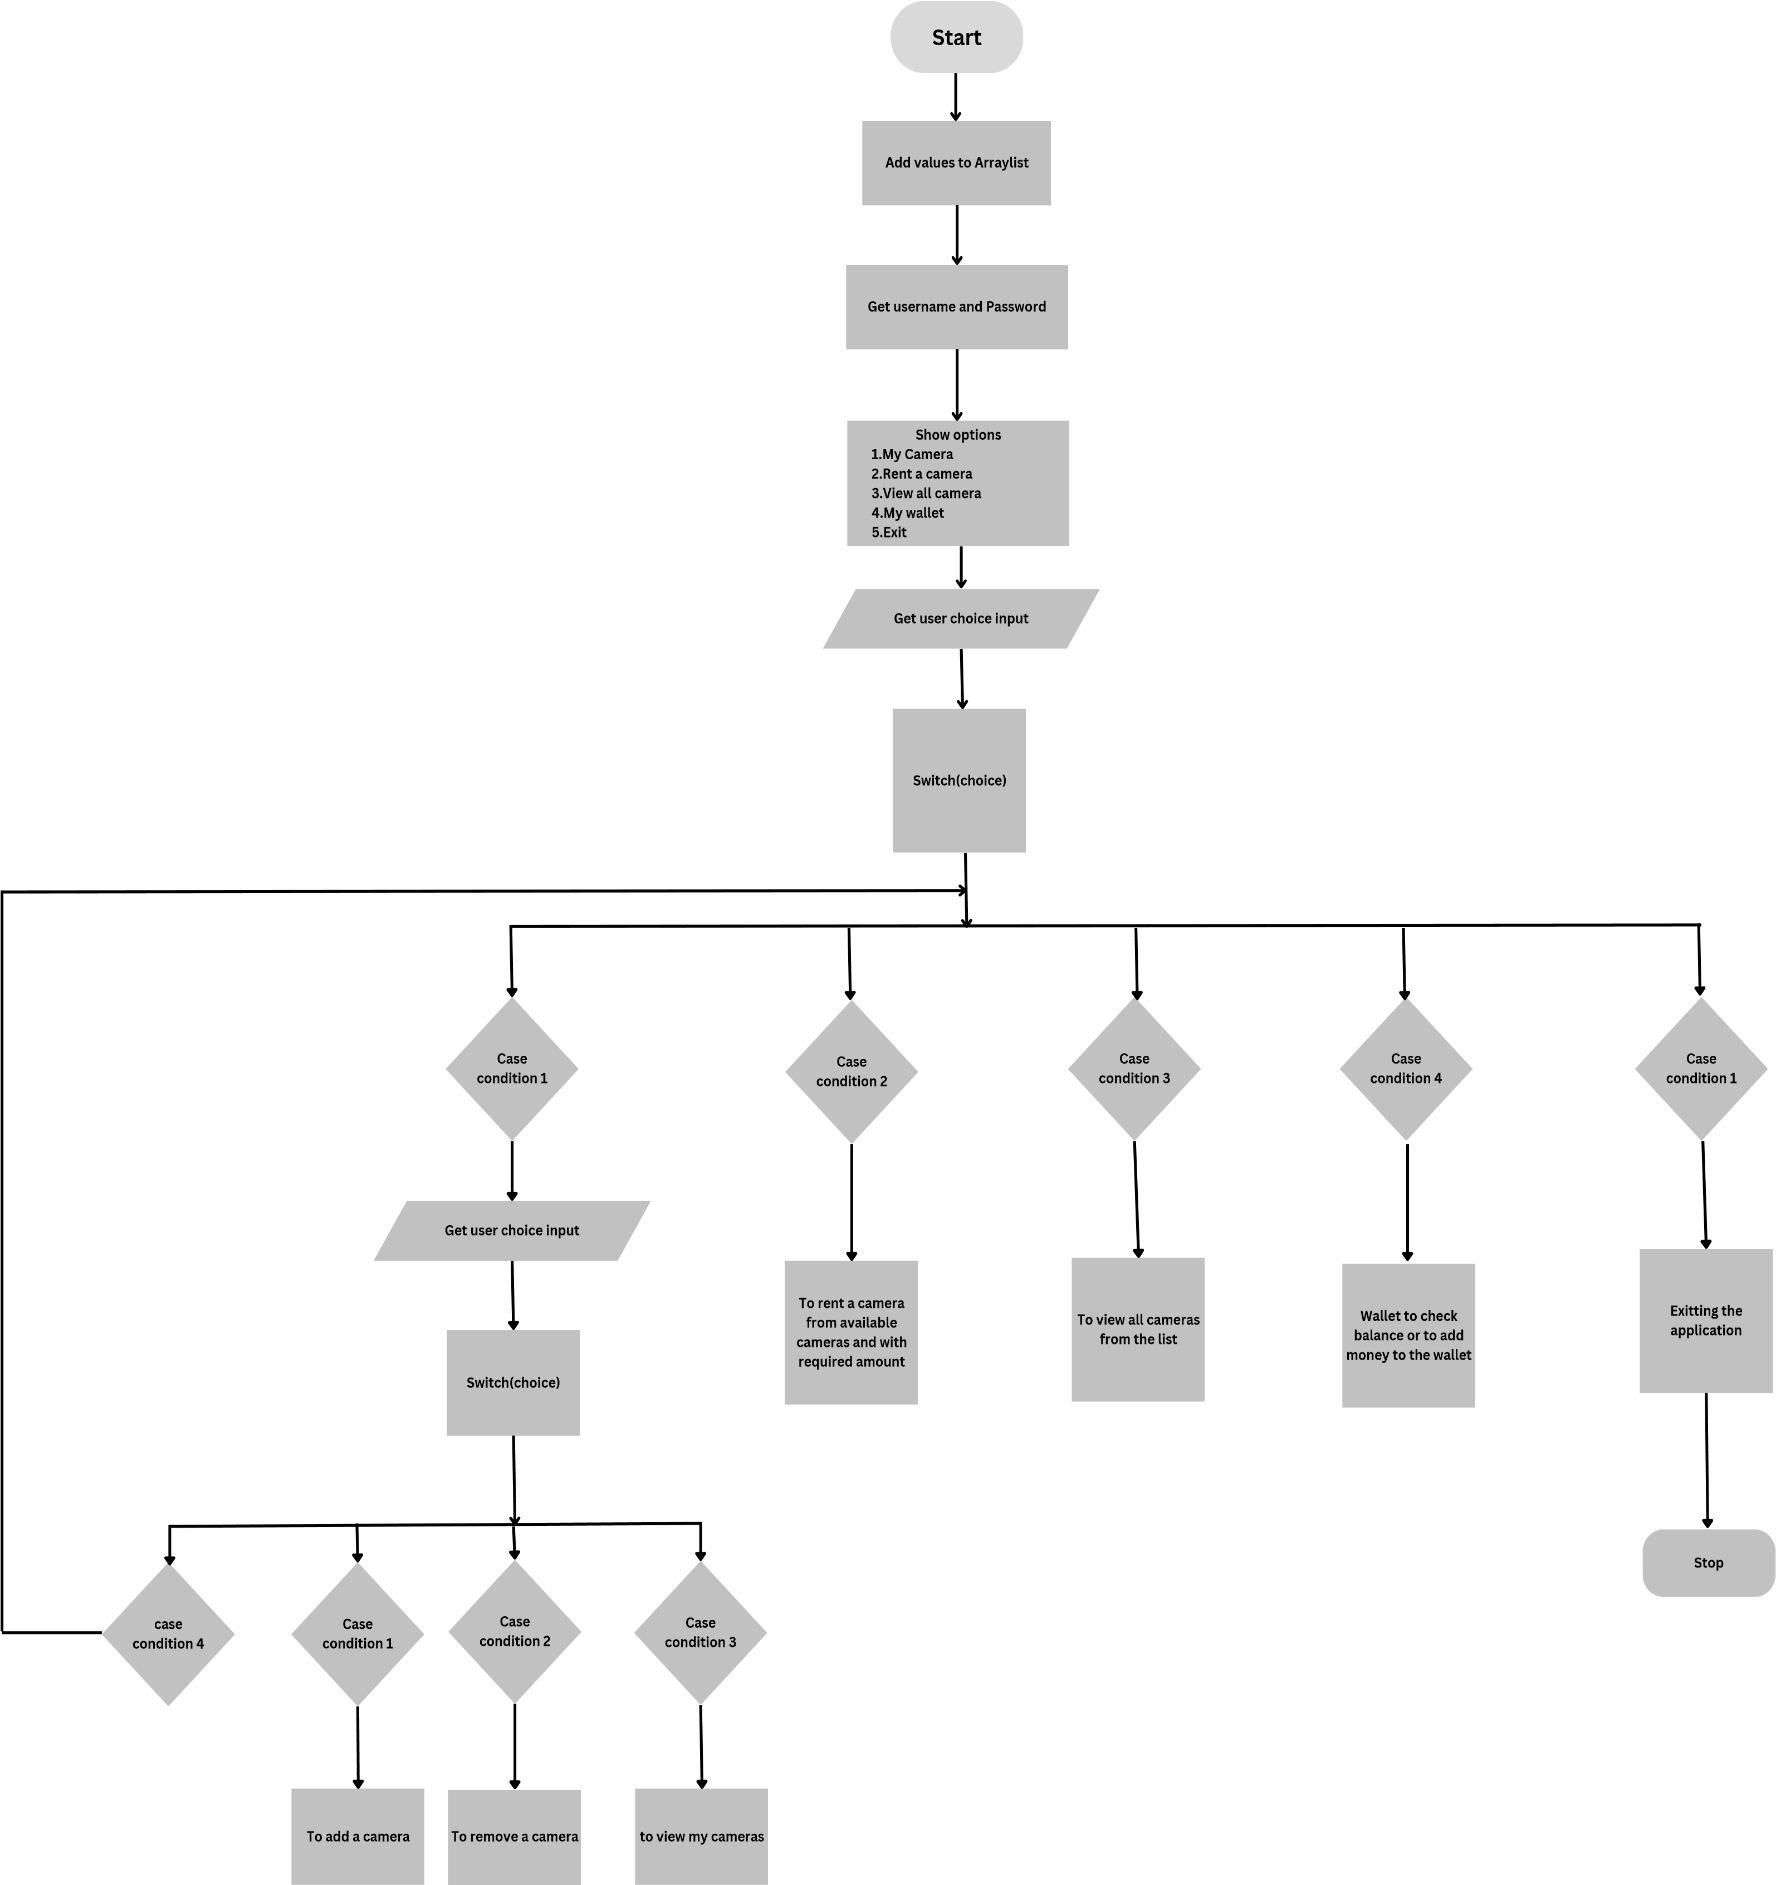 Start
Add values to Arraylist
Get username and Password
Show options
1.My Camera
2.Rent a camera
3.View all camera
4.My wallet
5.Exit
Get user choice input
Switch(choice)
Case
condition 1
Case
condition 2
Case
condition 3
Case
condition 4
Case
condition 1
Get user choice input
To rent a camera
from available
cameras and with
required amount
To view all cameras
from the list
Wallet to check
balance or to add
money to the wallet
Exitting the
application
Switch(choice)
Stop
case
condition 4
Case
condition 1
Case
condition 2
Case
condition 3
To add a camera
To remove a camera
to view my cameras